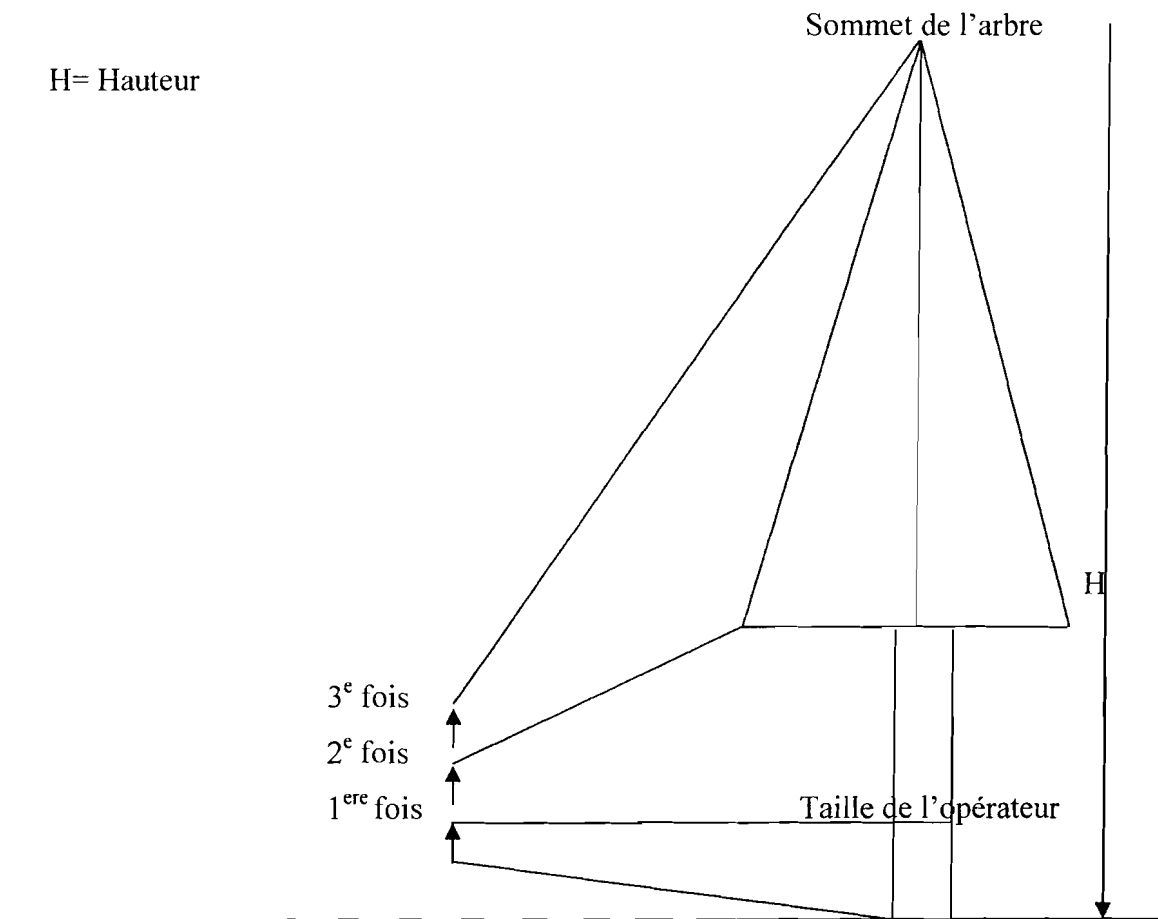 Sommet de l'arbre
H= Hauteur
H
3e fois
2e fois
1ere fois
Taille de l'opérateur